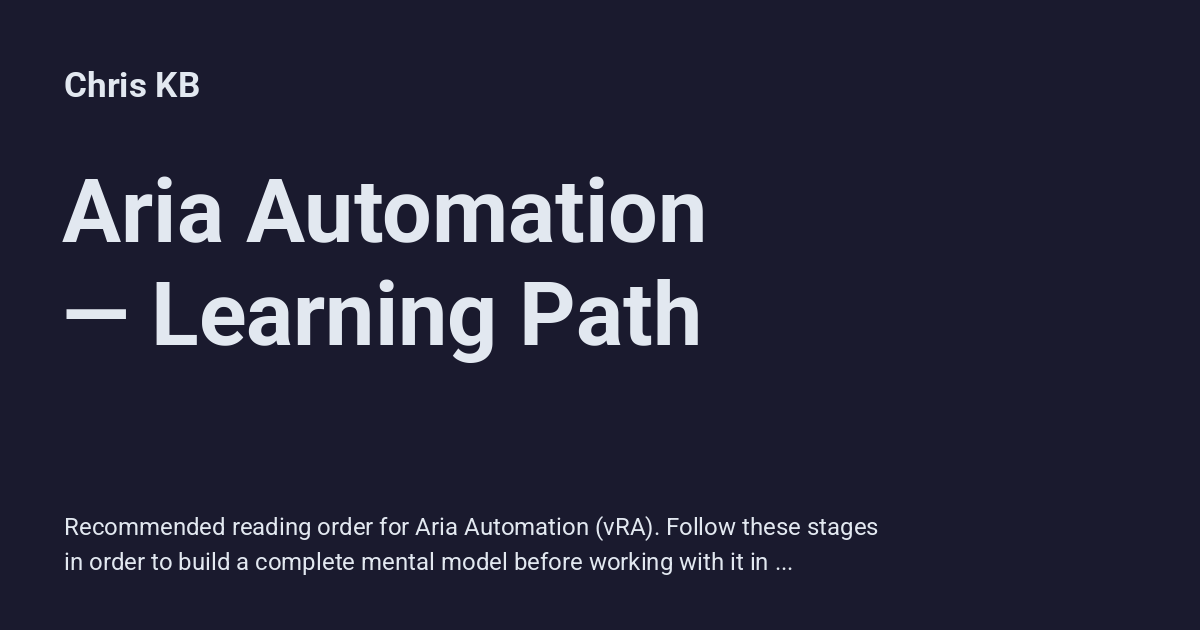 Chris KB
Aria Automation
— Learning Path
Recommended reading order for Aria Automation (vRA). Follow these stages
in order to build a complete mental model before working with it in ...